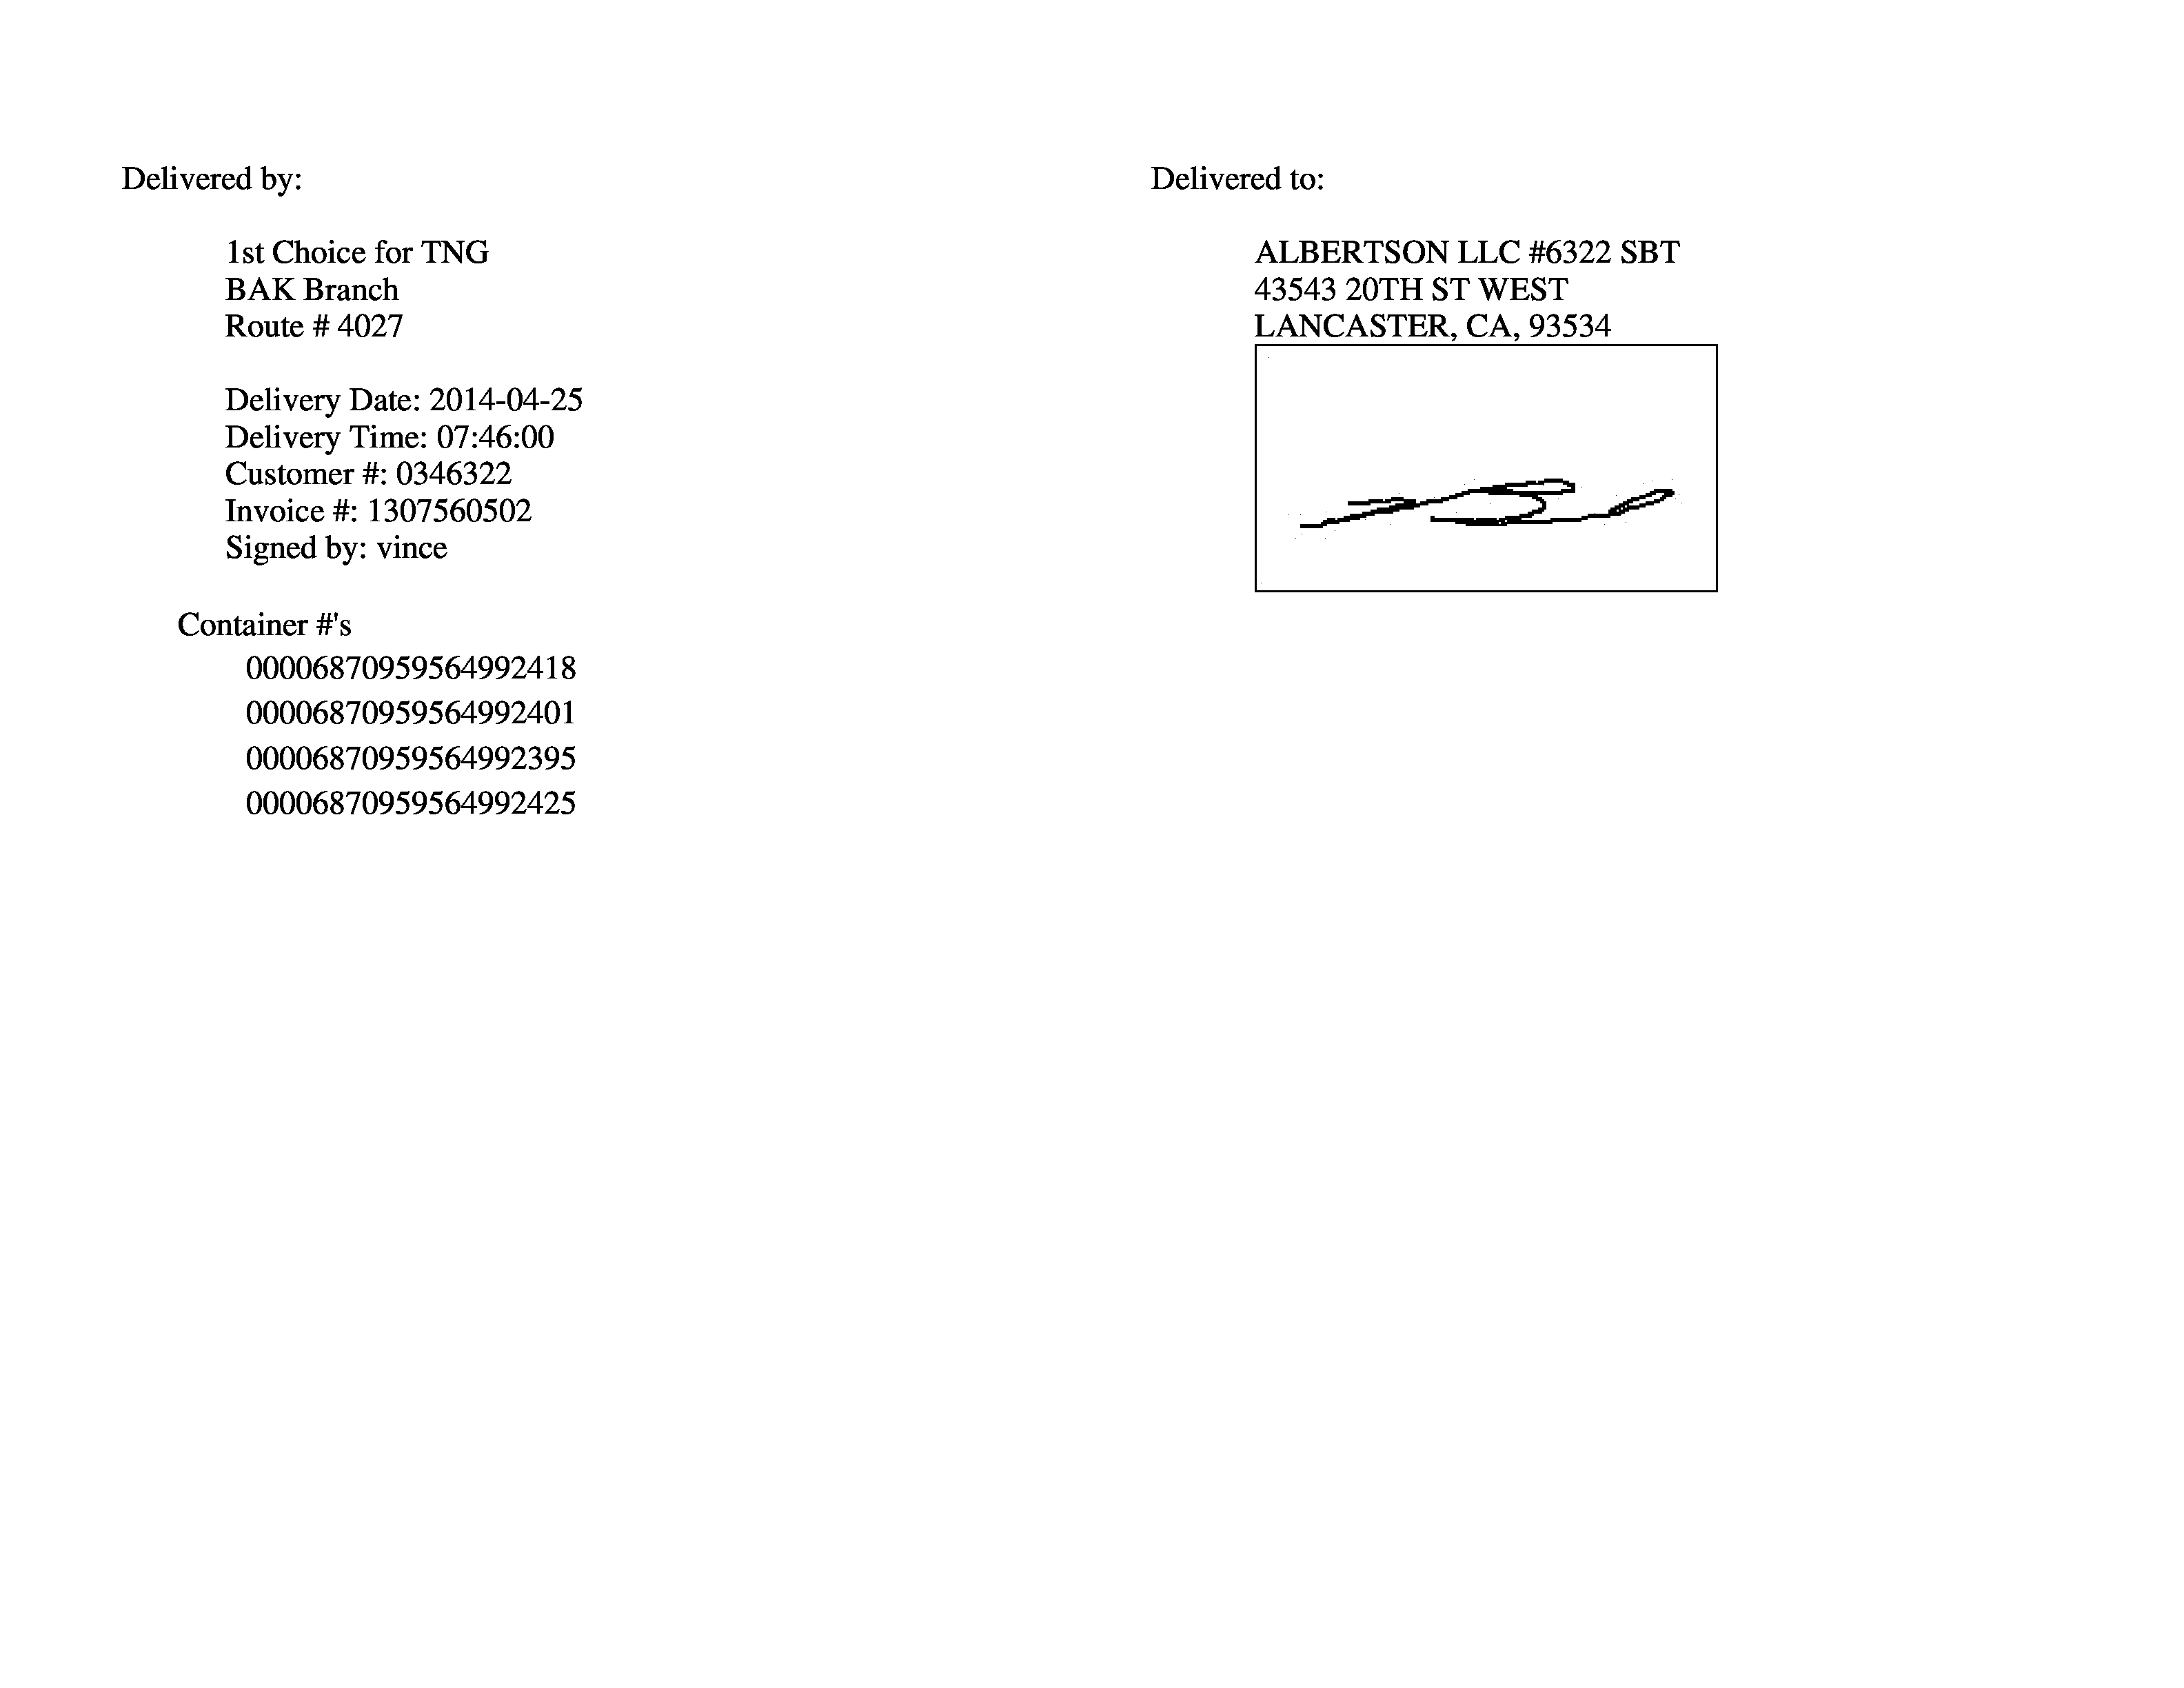 Delivered by:
1st Choice for TNG
BAK Branch
Route # 4027
Delivery Date: 2014-04-25
Delivery Time: 07:46:00
Customer #: 0346322
Invoice #: 1307560502
Signed by: vince
Container #'s
00006870959564992418
00006870959564992401
00006870959564992395
00006870959564992425
Delivered to:
ALBERTSON LLC #6322 SBT
43543 20TH ST WEST
LANCASTER, CA, 93534